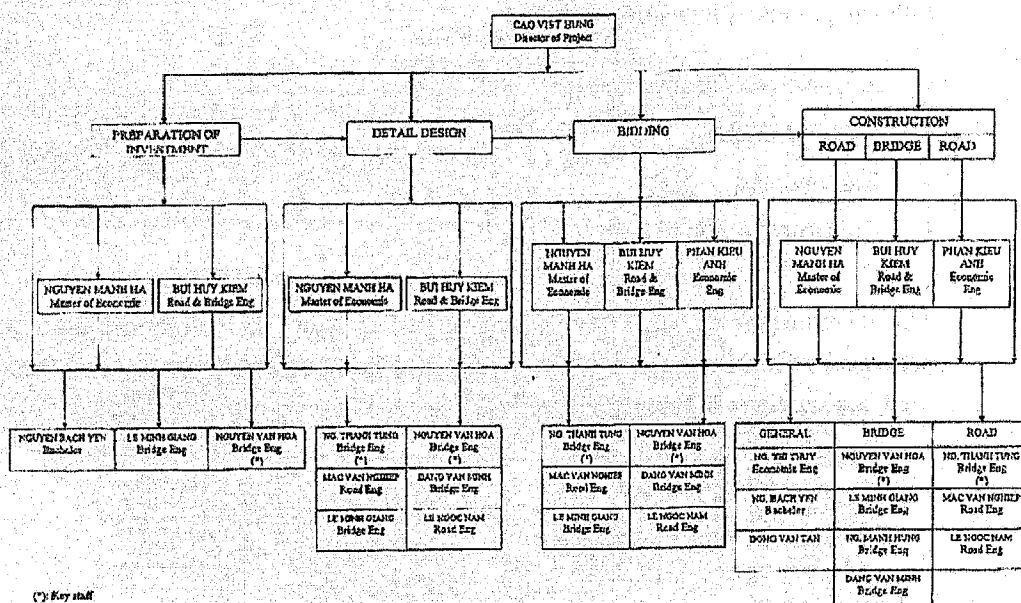 CAO VIET HUNG
Director of Project
PREPARATION OF
INVESTMENT
DETAIL DESIGN
BIDDING
CONSTRUCTION
ROAD
BRIDGE
ROAD
NGUYEN MANH HA
Master of Economic
BUI HUY KIEM
Road & Bridge Eng
NGUYEN MANH HA
Master of Economic
BUI HUY KIEM
Road & Bridge Eng
NGUYEN
MANH HA
Master of
Economic
BUI HUY
KIEM
Road &
Bridge Eng
PHAN KIEU
ANH
Economic
Eng
NGUYEN
MANH HA
Master of
Economic
BUI HUY
KIEM
Road &
Bridge Eng
PHAN KIEU
ANH
Economic
Eng
NGUYEN BACH YEN
Bachelor
LE MINH GIANG
Bridge Eng
NGUYEN VAN HOA
Bridge Eng
(*)
NG. THANH TUNG
Bridge Eng
(*)
NGUYEN VAN HOA
Bridge Eng
(*)
MAC VAN NGHIEP
Road Eng
DANG VAN MINH
Bridge Eng
LE MINH GIANG
Bridge Eng
LE NGOC NAM
Road Eng
NG. THANH TUNG
Bridge Eng
(*)
NGUYEN VAN HOA
Bridge Eng
(*)
MAC VAN NGHIEP
Road Eng
DANG VAN MINH
Bridge Eng
LE MINH GIANG
Bridge Eng
LE NGOC NAM
Road Eng
GENERAL
BRIDGE
ROAD
NG. THI THUY
Economic Eng
NGUYEN VAN HOA
Bridge Eng
(*)
NG. THANH TUNG
Bridge Eng
(*)
NG. BACH YEN
Bachelor
LE MINH GIANG
Bridge Eng
MAC VAN NGHIEP
Road Eng
DONG VAN TAN
NG. MANH HUNG
Bridge Eng
LE NGOC NAM
Road Eng
DANG VAN MINH
Bridge Eng
(*): Key staff